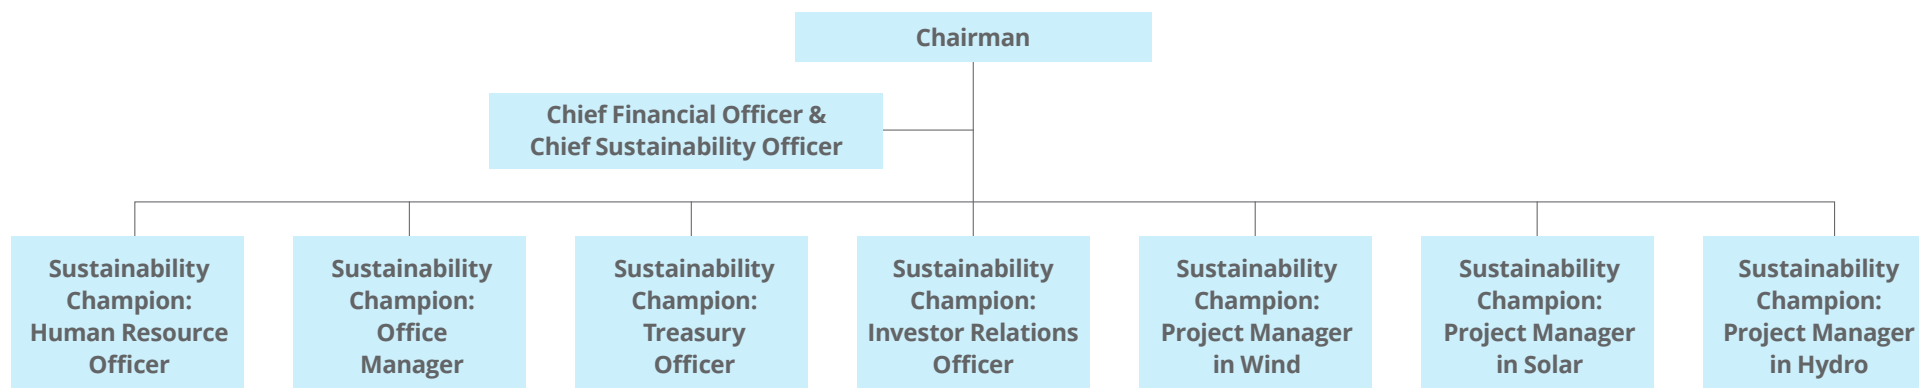 Chairman
Chief Financial Officer &
Chief Sustainability Officer
Sustainability
Champion:
Human Resource
Officer
Sustainability
Champion:
Office
Manager
Sustainability
Champion:
Treasury
Officer
Sustainability
Champion:
Investor Relations
Officer
Sustainability
Champion:
Project Manager
in Wind
Sustainability
Champion:
Project Manager
in Solar
Sustainability
Champion:
Project Manager
in Hydro